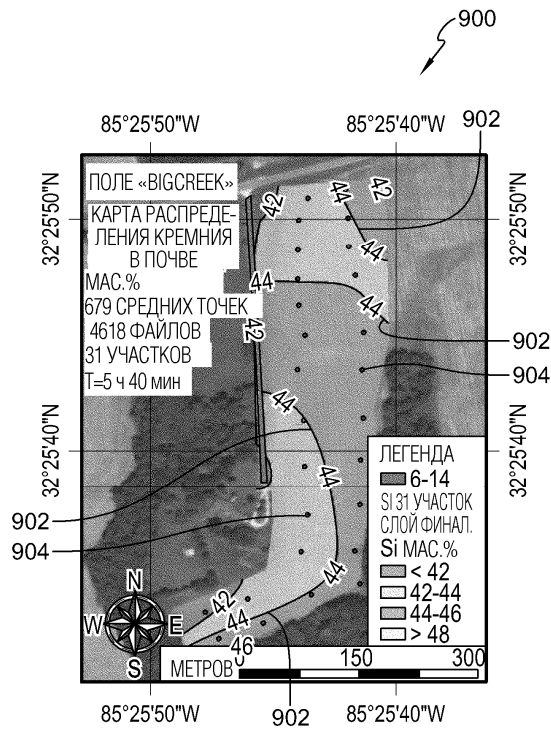 900
85°25'50"W
85°25'40"W
902
32°25'50"N
32°25'50"N
ПОЛЕ «BIGCREEK»
КАРТА РАСПРЕДЕ-
ЛЕНИЯ КРЕМНИЯ
В ПОЧВЕ
МАС.%
679 СРЕДНИХ ТОЧЕК
4618 ФАЙЛОВ
31 УЧАСТКОВ
T=5 ч 40 мин
42
44
42
44
44
44
42
902
904
44
44
32°25'40"N
32°25'40"N
ЛЕГЕНДА
6-14
SI 31 УЧАСТОК
СЛОЙ ФИНАЛ.
Si МАС.%
< 42
42-44
44-46
> 48
902
904
44
42
44
46
N
W
E
S
МЕТРОВ
0
150
300
85°25'50"W
902
85°25'40"W